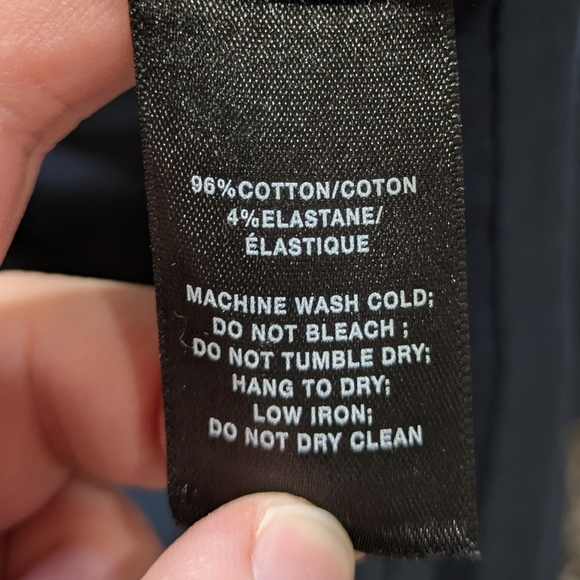 96%COTTON/COTON
4%ELASTANE/
ÉLASTIQUE
MACHINE WASH COLD;
DO NOT BLEACH ;
DO NOT TUMBLE DRY;
HANG TO DRY;
LOW IRON;
DO NOT DRY CLEAN